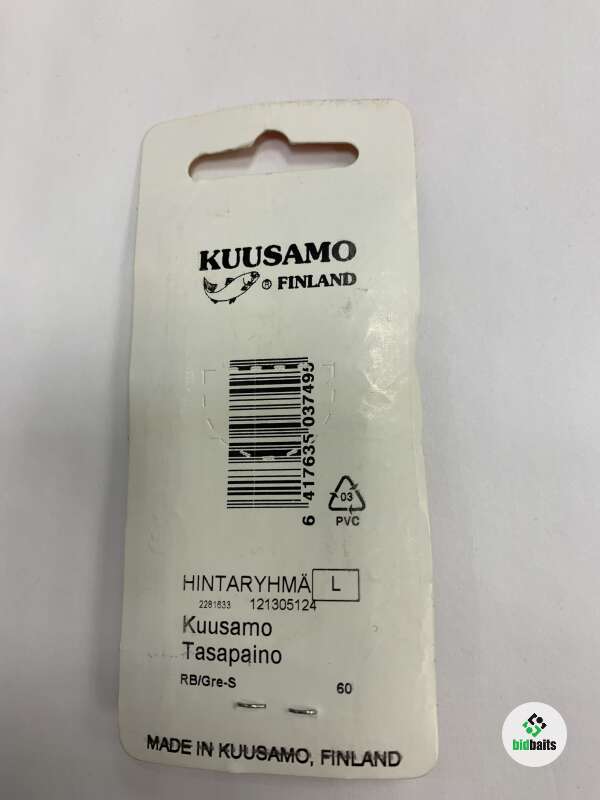 KUUSAMO
® FINLAND
6 417635 037495
03
PVC
HINTARYHMÄ L
2281633 121305124
Kuusamo
Tasapaino
RB/Gre-S 60
MADE IN KUUSAMO, FINLAND
bidbaits